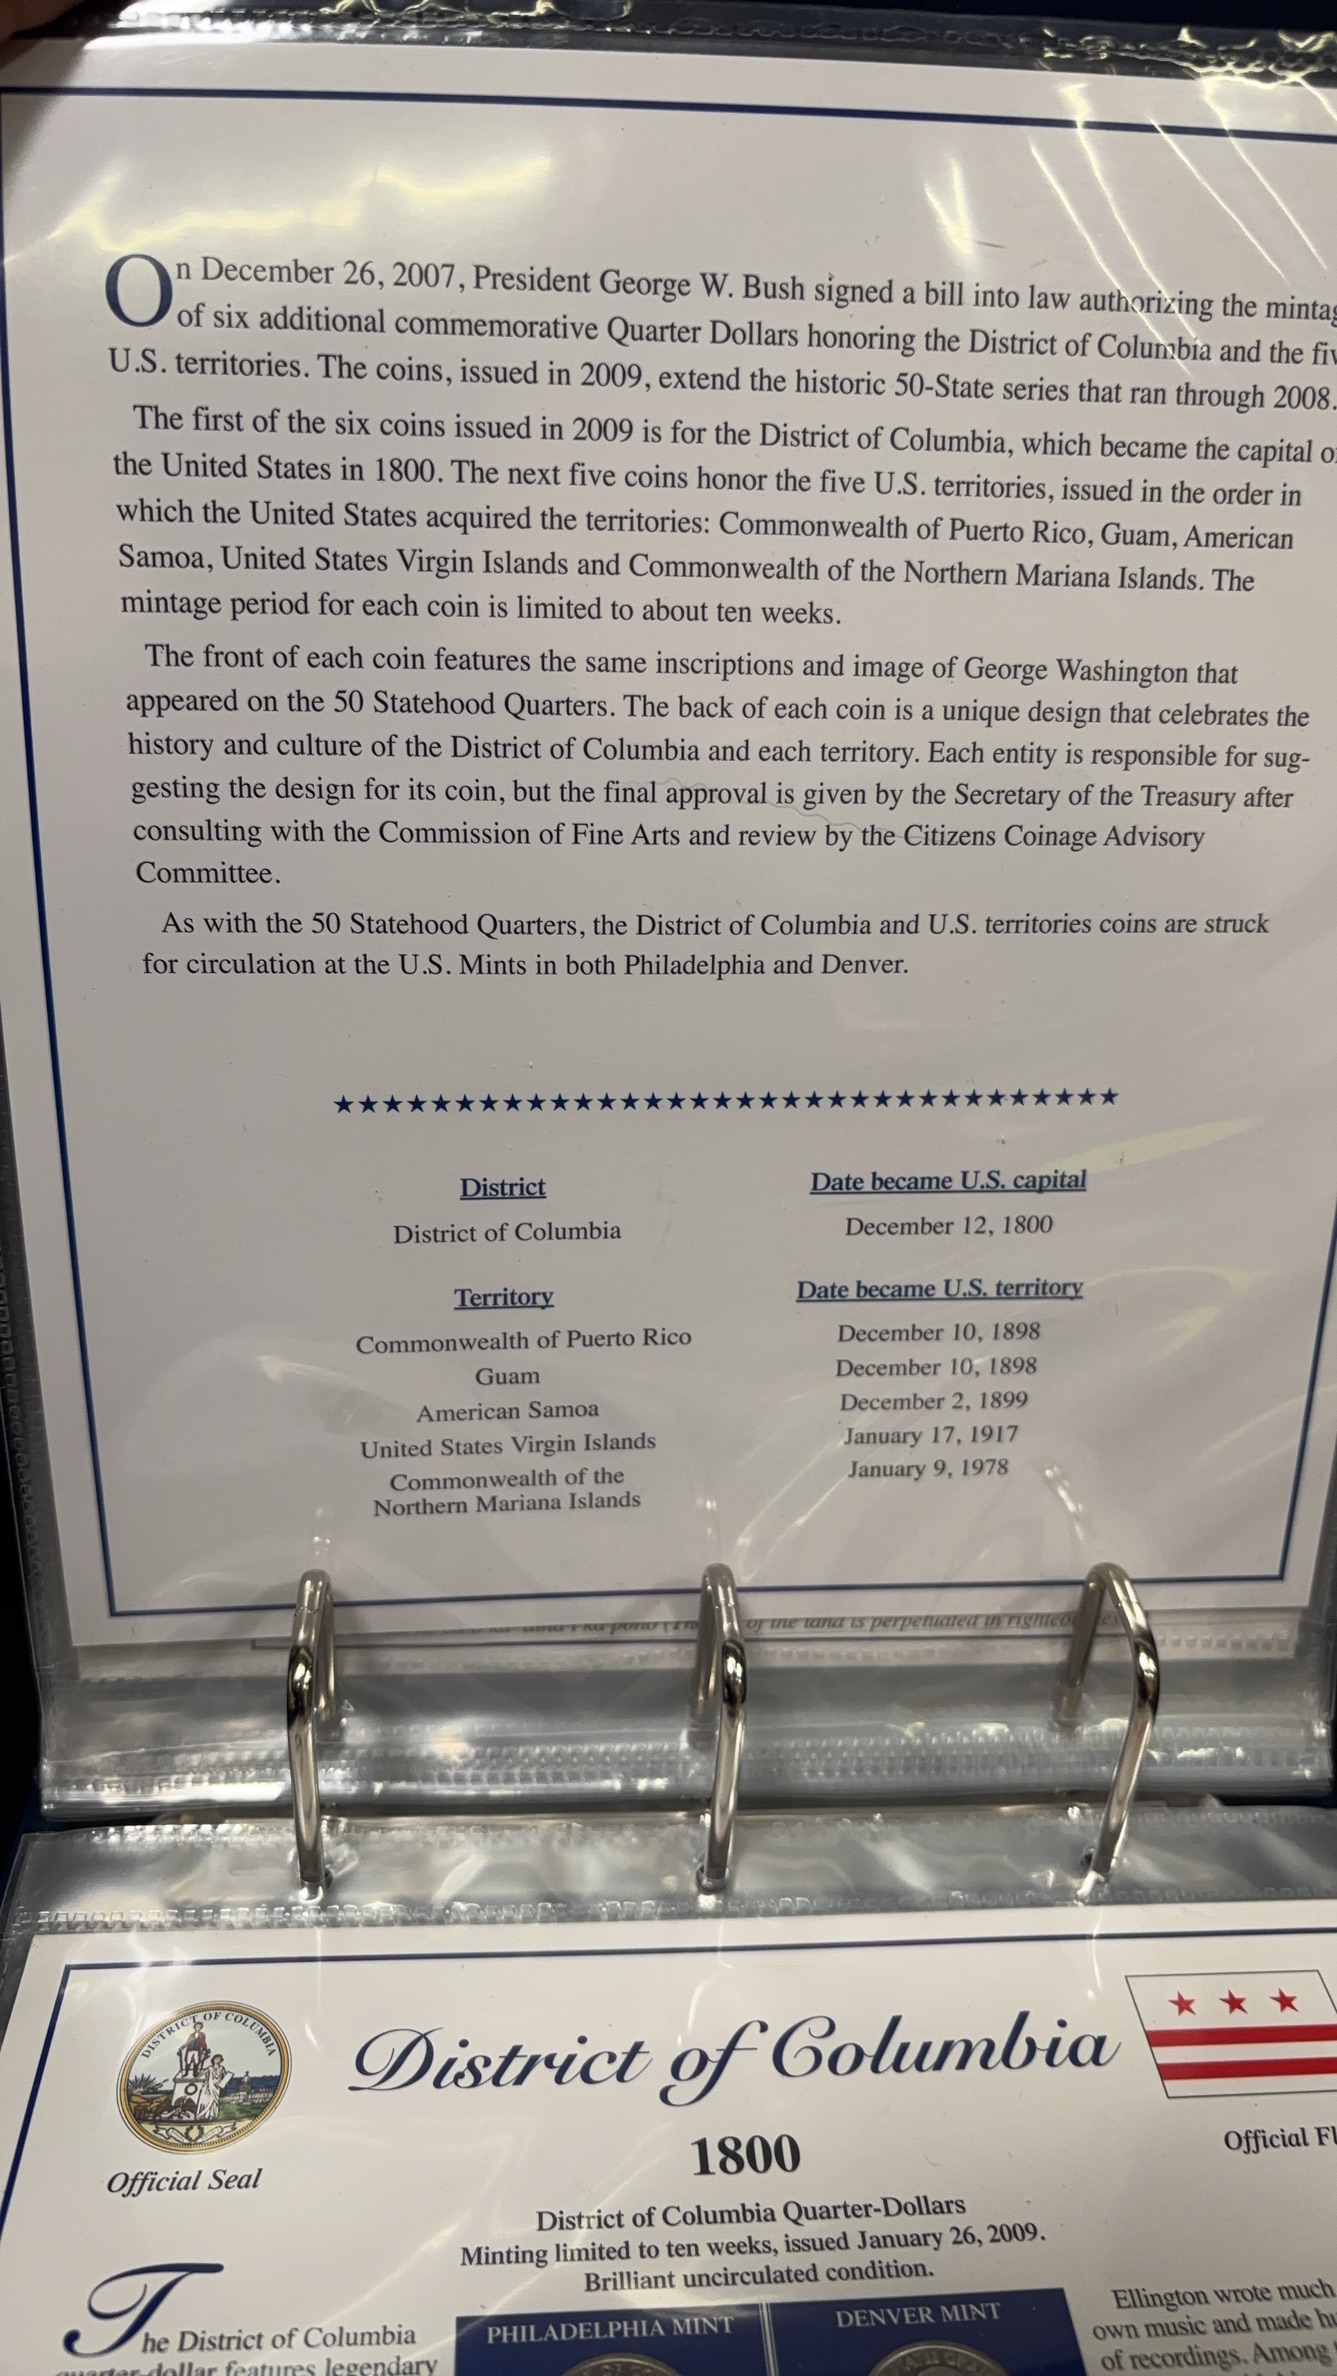 On December 26, 2007, President George W. Bush signed a bill into law authorizing the
of six additional commemorative Quarter Dollars honoring the District of Columbia and the
U.S. territories. The coins, issued in 2009, extend the historic 50-State series that ran through 2008.
The first of the six coins issued in 2009 is for the District of Columbia, which became the capital
the United States in 1800. The next five coins honor the five U.S. territories, issued in the order in
which the United States acquired the territories: Commonwealth of Puerto Rico, Guam, American
Samoa, United States Virgin Islands and Commonwealth of the Northern Mariana Islands. The
mintage period for each coin is limited to about ten weeks.
The front of each coin features the same inscriptions and image of George Washington that
appeared on the 50 Statehood Quarters. The back of each coin is a unique design that celebrates the
history and culture of the District of Columbia and each territory. Each entity is responsible for sug-
gesting the design for its coin, but the final approval is given by the Secretary of the Treasury after
consulting with the Commission of Fine Arts and review by the Citizens Coinage Advisory
Committee.
As with the 50 Statehood Quarters, the District of Columbia and U.S. territories coins are struck
for circulation at the U.S. Mints in both Philadelphia and Denver.
District Date became U.S. capital
District of Columbia December 12, 1800
Territory Date became U.S. territory
Commonwealth of Puerto Rico December 10, 1898
Guam December 10, 1898
American Samoa December 2, 1899
United States Virgin Islands January 17, 1917
Commonwealth of the January 9, 1978
Northern Mariana Islands
of the land is perpetuated in
DISTRICT OF COLUMBIA
District of Columbia
Official Seal
1800
Official
District of Columbia Quarter-Dollars
Minting limited to ten weeks, issued January 26, 2009.
Brilliant uncirculated condition.
PHILADELPHIA MINT
DENVER MINT
The District of Columbia
quarter-dollar features legendary
Ellington wrote much
own music and made
of recordings. Among